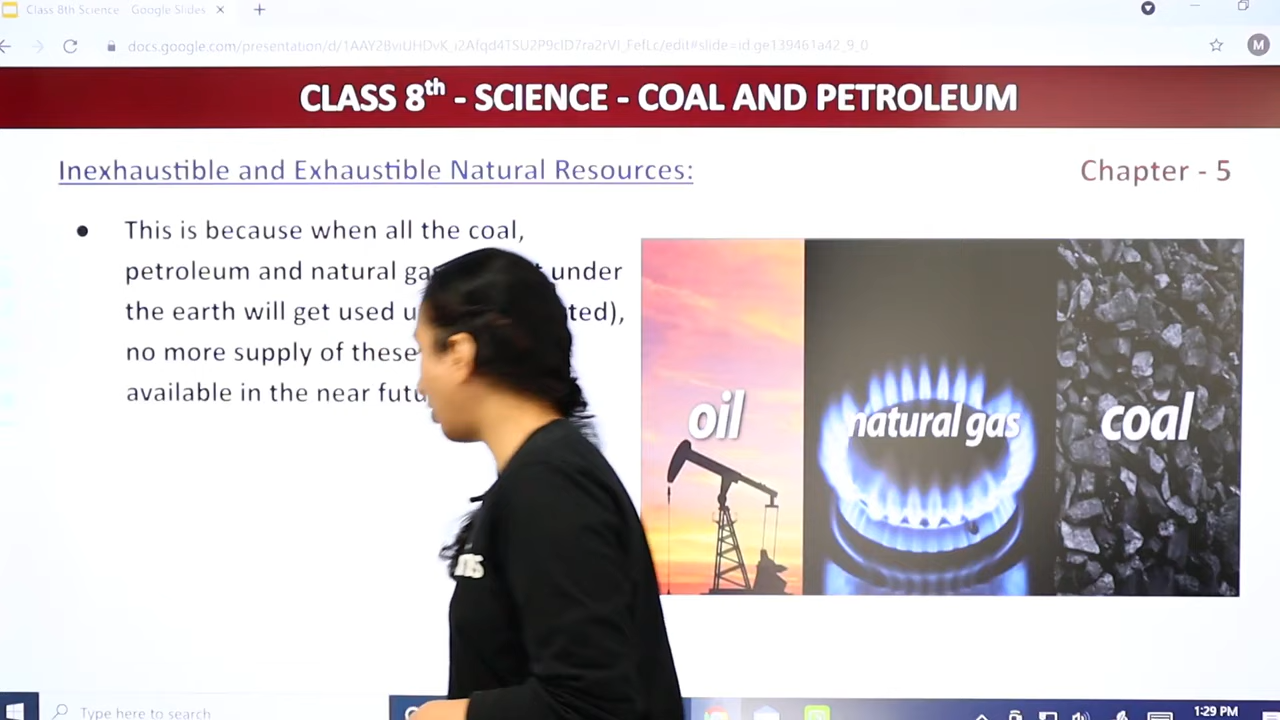 Class 8th Science - Google Slides
docs.google.com/presentation/d/1AAY2BviUHDvK_i2Afqd4TSU2P9clD7ra2rVI_FefLc/edit#slide=id.ge139461a42_9_0
M
CLASS 8th - SCIENCE - COAL AND PETROLEUM
Inexhaustible and Exhaustible Natural Resources:
Chapter - 5
● This is because when all the coal,
petroleum and natural under
the earth will get used
no more supply of these
available in the near
oil
natural gas
coal
Type here to search
1:29 PM